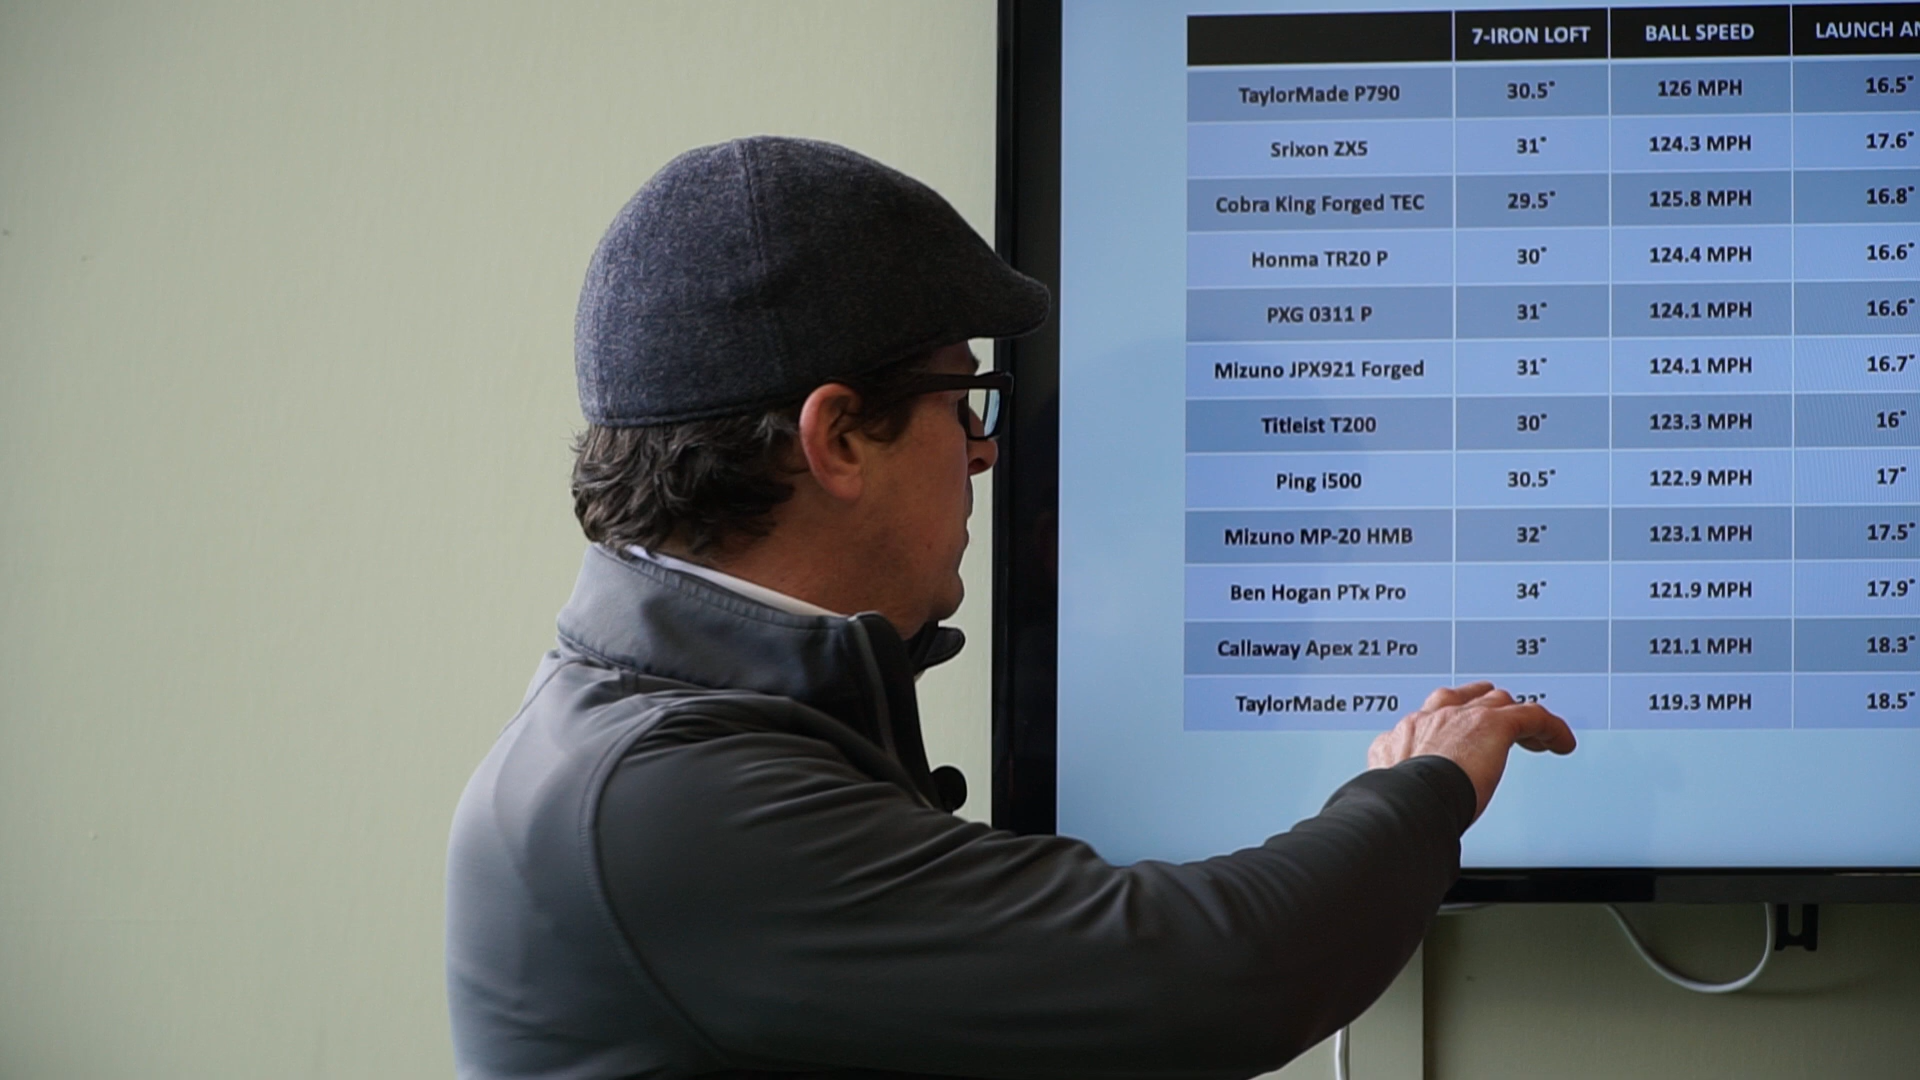 7-IRON LOFT BALL SPEED LAUNCH
TaylorMade P790 30.5° 126 MPH 16.5°
Srixon ZX5 31° 124.3 MPH 17.6°
Cobra King Forged TEC 29.5° 125.8 MPH 16.8°
Honma TR20 P 30° 124.4 MPH 16.6°
PXG 0311 P 31° 124.1 MPH 16.6°
Mizuno JPX921 Forged 31° 124.1 MPH 16.7°
Titleist T200 30° 123.3 MPH 16°
Ping i500 30.5° 122.9 MPH 17°
Mizuno MP-20 HMB 32° 123.1 MPH 17.5°
Ben Hogan PTx Pro 34° 121.9 MPH 17.9°
Callaway Apex 21 Pro 33° 121.1 MPH 18.3°
TaylorMade P770 119.3 MPH 18.5°